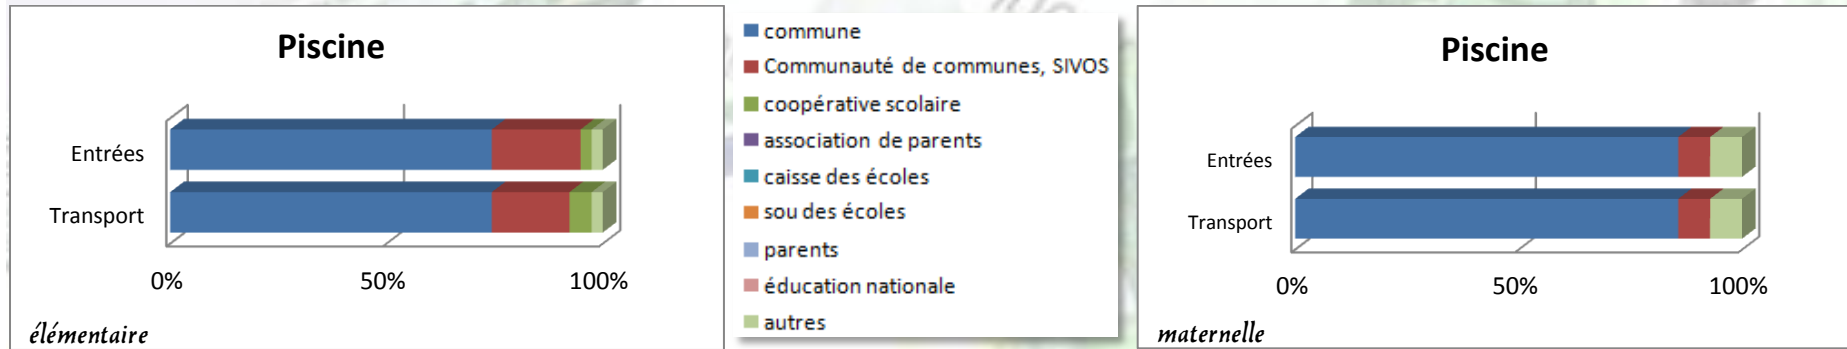 Piscine
Entrées
Transport
0% 50% 100%
élémentaire
commune
Communauté de communes, SIVOS
coopérative scolaire
association de parents
caisse des écoles
sou des écoles
parents
éducation nationale
autres
Piscine
Entrées
Transport
0% 50% 100%
maternelle